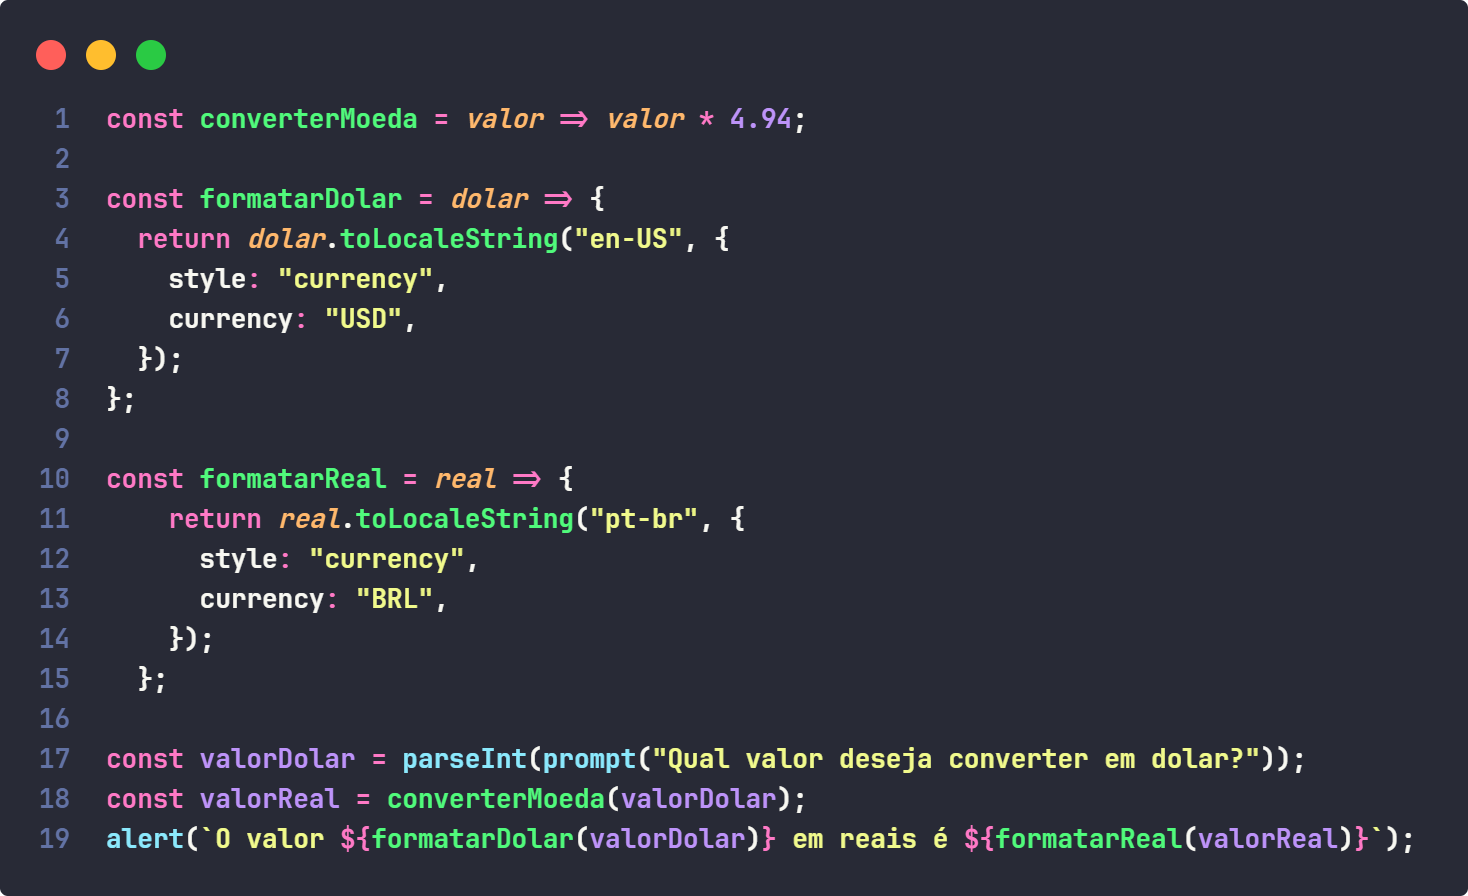 1 const converterMoeda = valor => valor * 4.94;
2
3 const formatarDolar = dolar => {
4   return dolar.toLocaleString("en-US", {
5     style: "currency",
6     currency: "USD",
7   });
8 };
9
10 const formatarReal = real => {
11     return real.toLocaleString("pt-br", {
12       style: "currency",
13       currency: "BRL",
14     });
15   };
16
17 const valorDolar = parseInt(prompt("Qual valor deseja converter em dolar?"));
18 const valorReal = converterMoeda(valorDolar);
19 alert(`O valor ${formatarDolar(valorDolar)} em reais é ${formatarReal(valorReal)}`);